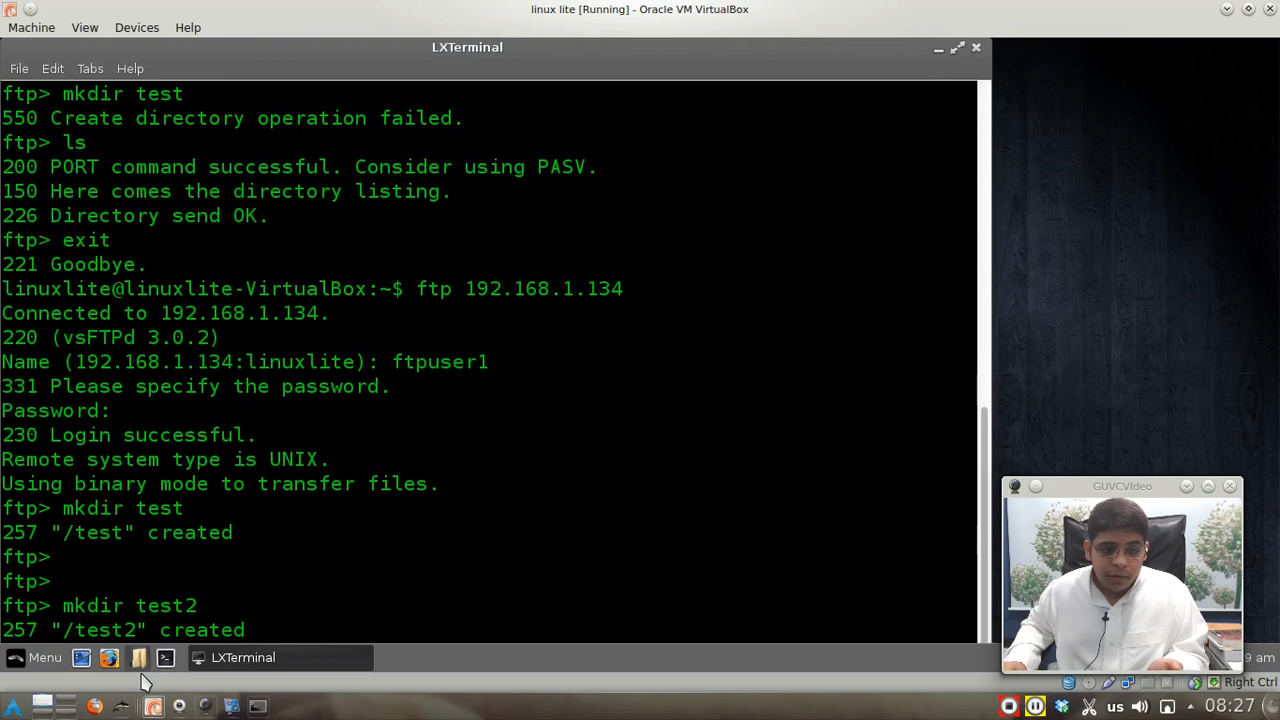 linux lite [Running] - Oracle VM VirtualBox
Machine View Devices Help
LXTerminal
File Edit Tabs Help
ftp> mkdir test
550 Create directory operation failed.
ftp> ls
200 PORT command successful. Consider using PASV.
150 Here comes the directory listing.
226 Directory send OK.
ftp> exit
221 Goodbye.
linuxlite@linuxlite-VirtualBox:~$ ftp 192.168.1.134
Connected to 192.168.1.134.
220 (vsFTPd 3.0.2)
Name (192.168.1.134:linuxlite): ftpuser1
331 Please specify the password.
Password:
230 Login successful.
Remote system type is UNIX.
Using binary mode to transfer files.
ftp> mkdir test
257 "/test" created
ftp>
ftp>
ftp> mkdir test2
257 "/test2" created
GUVCVideo
Menu LXTerminal 9 am
Right Ctrl
us 08:27